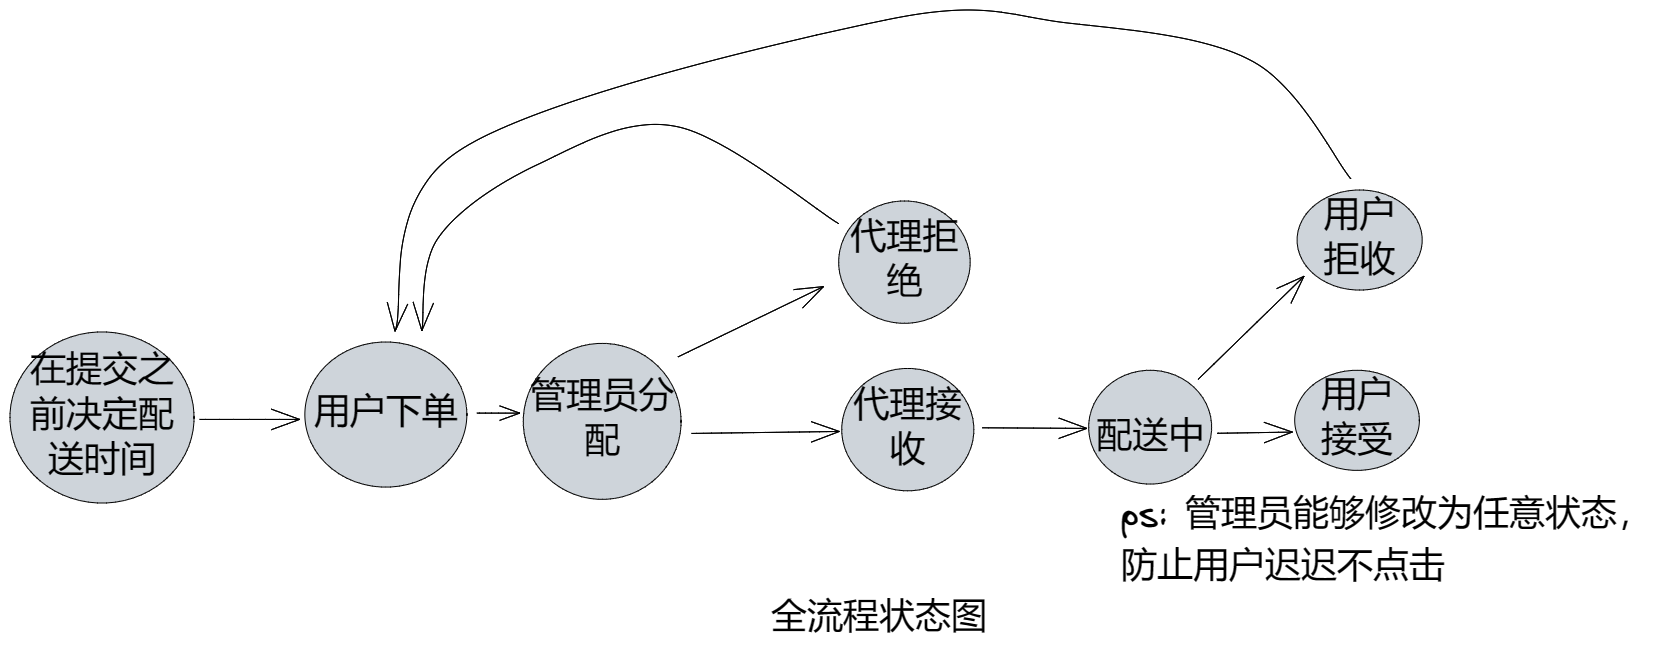 在提交之
前决定配
送时间
用户下单
管理员分
配
代理拒
绝
代理接
收
配送中
用户
拒收
用户
接受
ps：管理员能够修改为任意状态，
防止用户迟迟不点击
全流程状态图